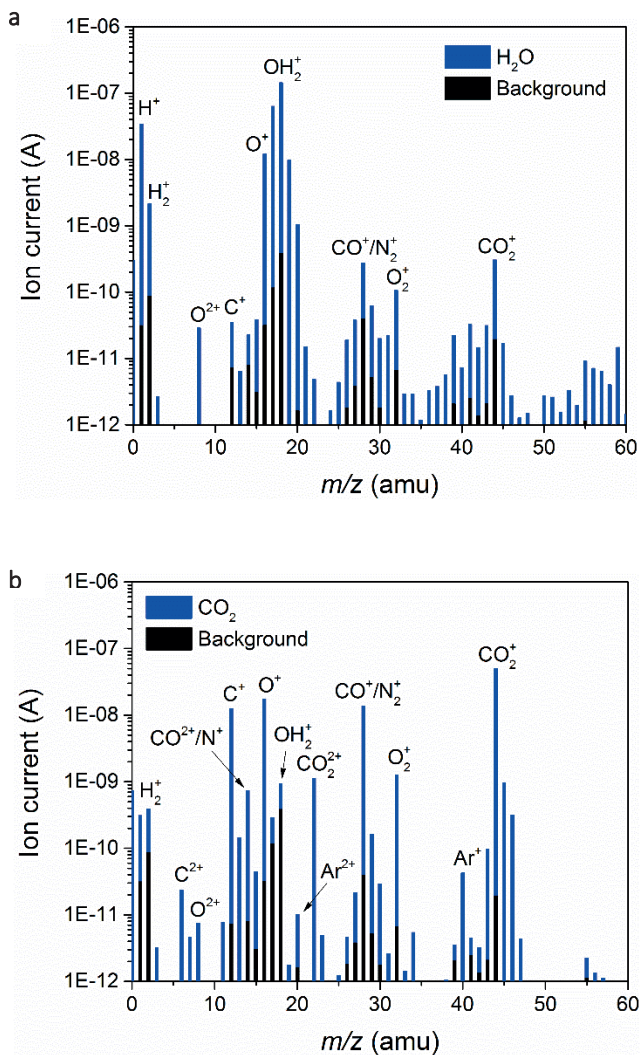 a
1E-06
1E-07
1E-08
1E-09
1E-10
1E-11
1E-12
Ion current (A)
H⁺
H₂⁺
O²⁺
C⁺
O⁺
OH₂⁺
CO⁺/N₂⁺
O₂⁺
CO₂⁺
H₂O
Background
0 10 20 30 40 50 60
m/z (amu)
b
1E-06
1E-07
1E-08
1E-09
1E-10
1E-11
1E-12
Ion current (A)
CO₂
Background
H₂⁺
C²⁺
O²⁺
CO²⁺/N⁺
C⁺
O⁺
OH₂⁺
CO₂²⁺
Ar²⁺
CO⁺/N₂⁺
O₂⁺
Ar⁺
CO₂⁺
0 10 20 30 40 50 60
m/z (amu)